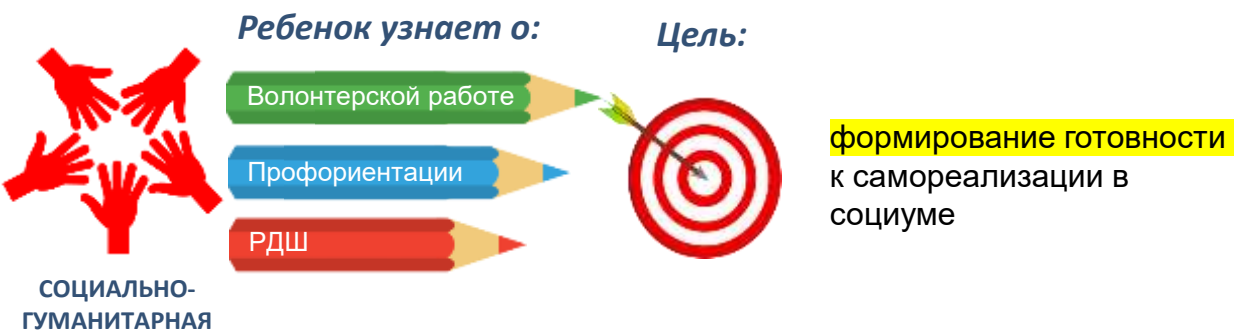 Ребенок узнает о:
Цель:
Волонтерской работе
Профориентации
РДШ
формирование готовности
к самореализации в
социуме
СОЦИАЛЬНО-
ГУМАНИТАРНАЯ